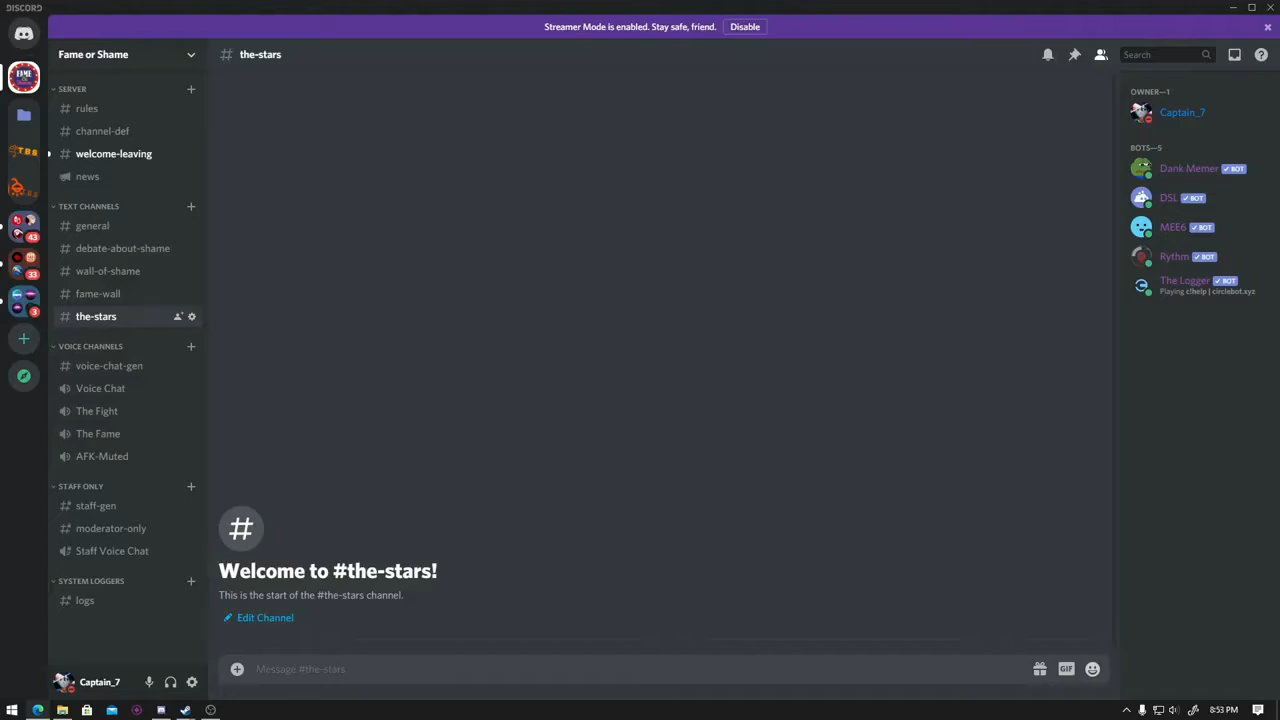 DISCORD
Streamer Mode is enabled. Stay safe, friend.
Disable
Fame or Shame
the-stars
Search
SERVER
rules
channel-def
welcome-leaving
news
TEXT CHANNELS
general
debate-about-shame
wall-of-shame
fame-wall
the-stars
VOICE CHANNELS
voice-chat-gen
Voice Chat
The Fight
The Fame
AFK-Muted
STAFF ONLY
staff-gen
moderator-only
Staff Voice Chat
SYSTEM LOGGERS
logs
FAME
TBS
43
33
3
Welcome to #the-stars!
This is the start of the #the-stars channel.
Edit Channel
Message #the-stars
GIF
OWNER—1
Captain_7
BOTS—5
Dank Memer ✓ BOT
DSL ✓ BOT
MEE6 ✓ BOT
Rythm ✓ BOT
The Logger ✓ BOT
Playing c!help | circlebot.xyz
Captain_7
8:53 PM